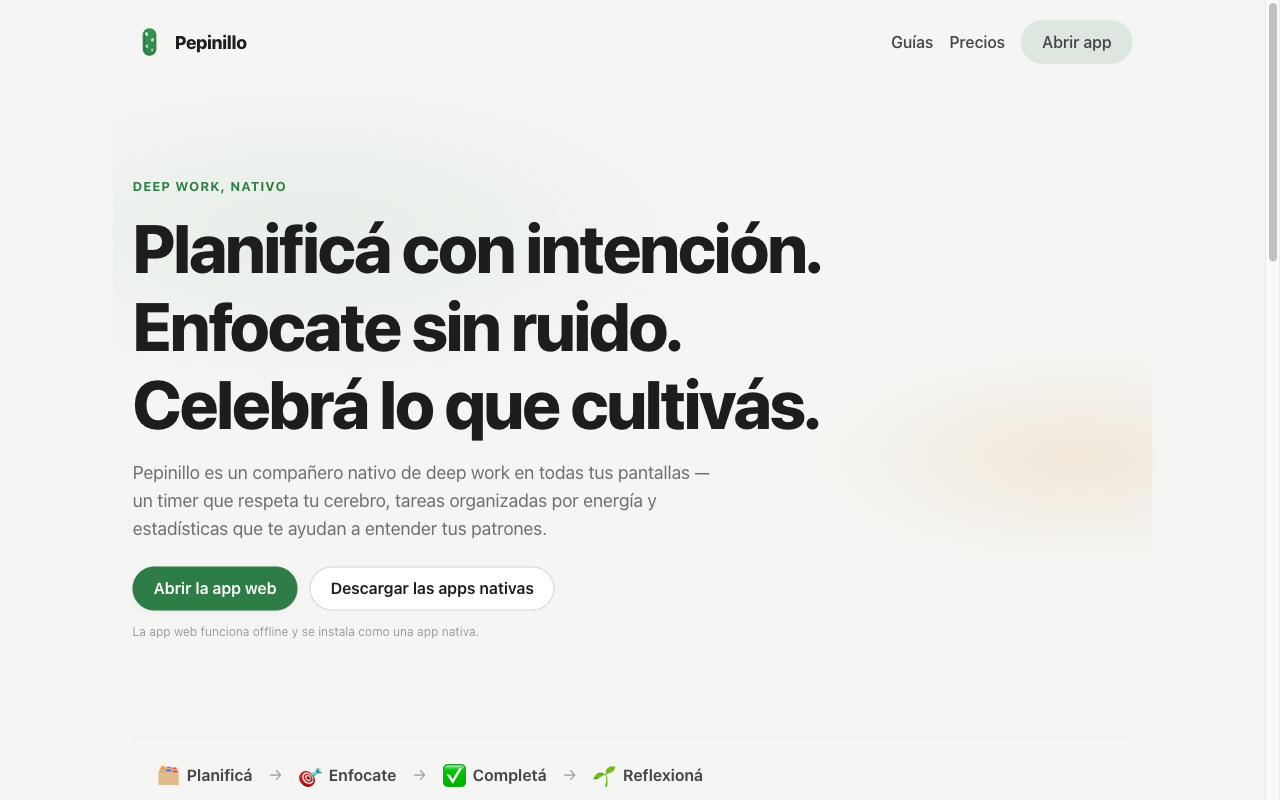 Pepinillo
Guías
Precios
Abrir app
DEEP WORK, NATIVO
Planificá con intención.
Enfocate sin ruido.
Celebrá lo que cultivás.
Pepinillo es un compañero nativo de deep work en todas tus pantallas —
un timer que respeta tu cerebro, tareas organizadas por energía y
estadísticas que te ayudan a entender tus patrones.
Abrir la app web
Descargar las apps nativas
La app web funciona offline y se instala como una app nativa.
Planificá → Enfocate → Completá → Reflexioná